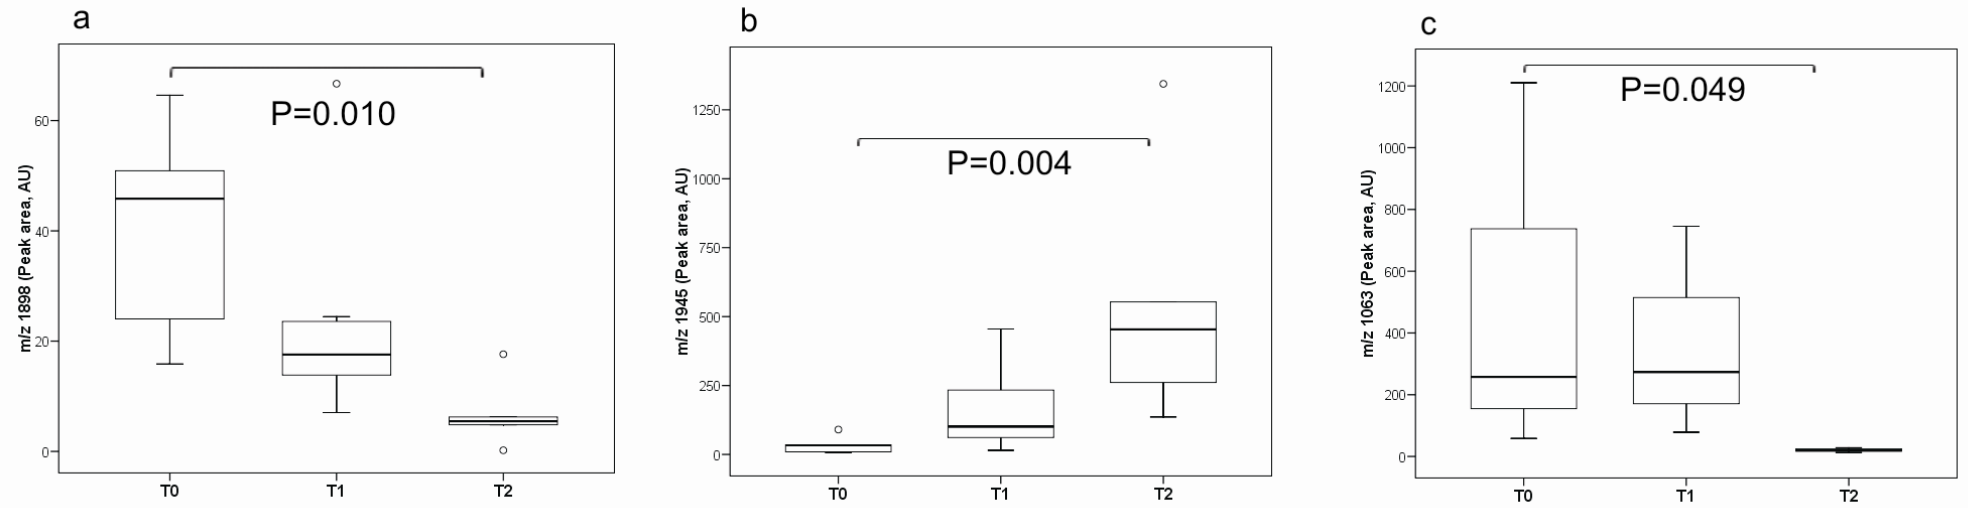 a
P=0.010
m/z 1898 (Peak area, AU)
60
40
20
0
T0 T1 T2
b
P=0.004
m/z 1945 (Peak area, AU)
1250
1000
750
500
250
0
T0 T1 T2
c
P=0.049
m/z 1063 (Peak area, AU)
1200
1000
800
600
400
200
0
T0 T1 T2